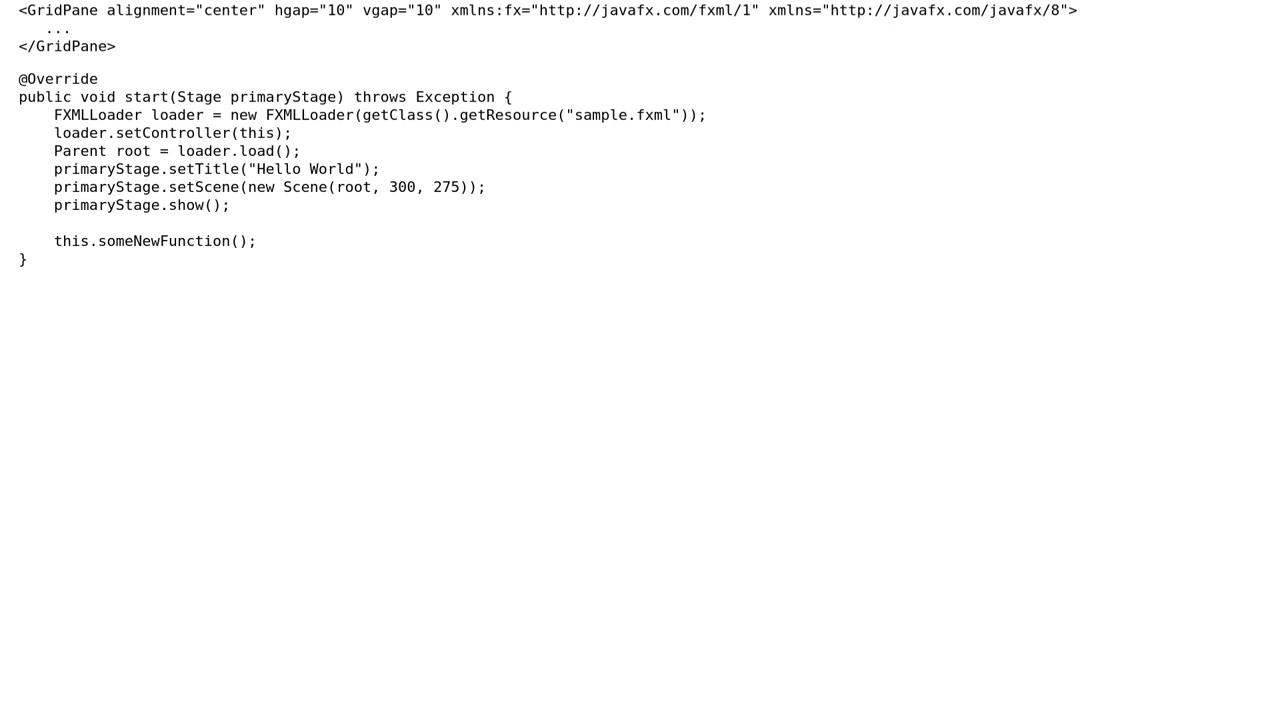 <GridPane alignment="center" hgap="10" vgap="10" xmlns:fx="http://javafx.com/fxml/1" xmlns="http://javafx.com/javafx/8">
   ...
</GridPane>
@Override
public void start(Stage primaryStage) throws Exception {
    FXMLLoader loader = new FXMLLoader(getClass().getResource("sample.fxml"));
    loader.setController(this);
    Parent root = loader.load();
    primaryStage.setTitle("Hello World");
    primaryStage.setScene(new Scene(root, 300, 275));
    primaryStage.show();

    this.someNewFunction();
}